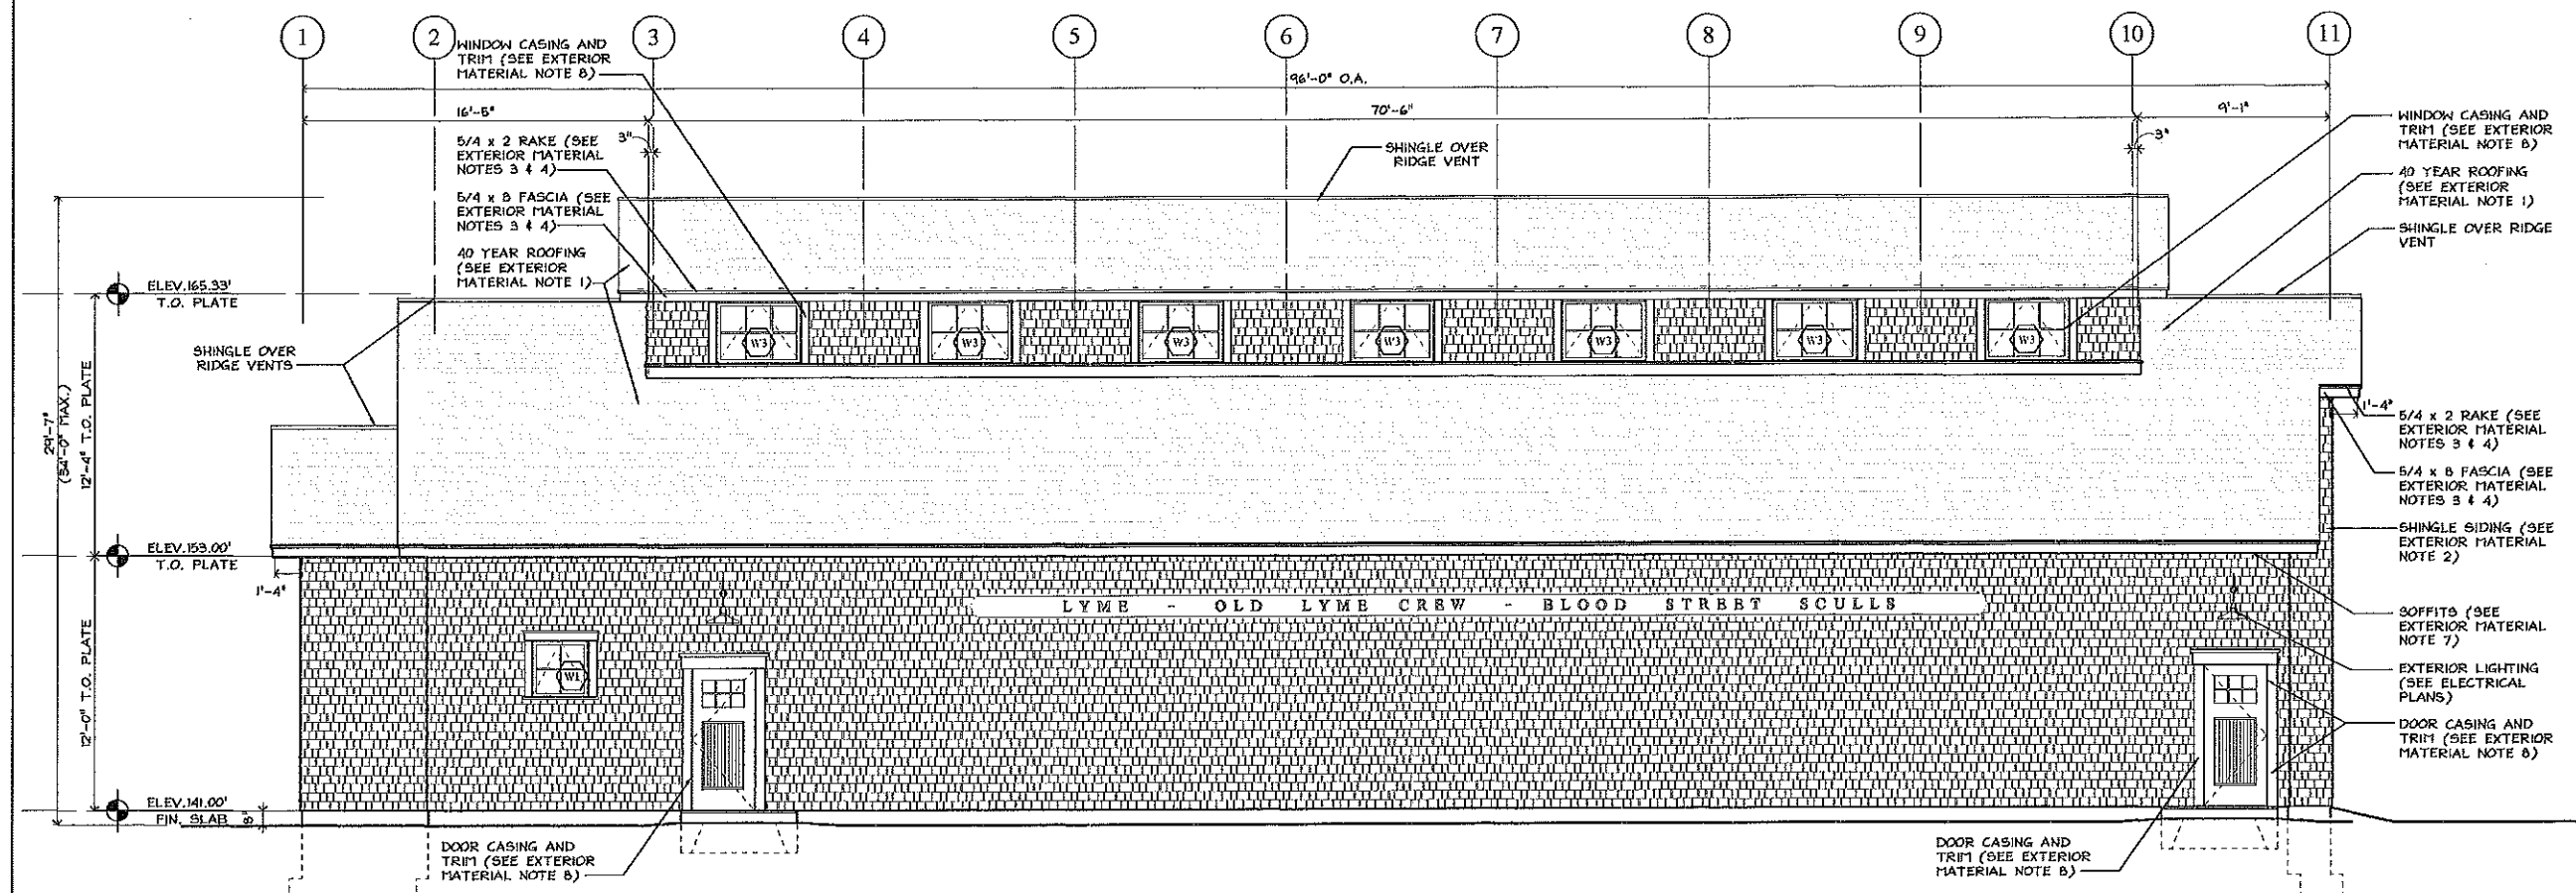 1
2
3
4
5
6
7
8
9
10
11
WINDOW CASING AND
TRIM (SEE EXTERIOR
MATERIAL NOTE 8)
96'-0" O.A.
16'-5"
70'-6"
9'-1"
3"
3"
5/4 x 2 RAKE (SEE
EXTERIOR MATERIAL
NOTES 3 & 4)
5/4 x 8 FASCIA (SEE
EXTERIOR MATERIAL
NOTES 3 & 4)
40 YEAR ROOFING
(SEE EXTERIOR
MATERIAL NOTE 1)
SHINGLE OVER
RIDGE VENT
WINDOW CASING AND
TRIM (SEE EXTERIOR
MATERIAL NOTE 8)
40 YEAR ROOFING
(SEE EXTERIOR
MATERIAL NOTE 1)
SHINGLE OVER RIDGE
VENT
ELEV.165.33'
T.O. PLATE
SHINGLE OVER
RIDGE VENTS
W3
W3
W3
W3
W3
W3
W3
29'-7"
(34'-0" MAX.)
12'-4" T.O. PLATE
1'-4"
5/4 x 2 RAKE (SEE
EXTERIOR MATERIAL
NOTES 3 & 4)
5/4 x 8 FASCIA (SEE
EXTERIOR MATERIAL
NOTES 3 & 4)
SHINGLE SIDING (SEE
EXTERIOR MATERIAL
NOTE 2)
ELEV.153.00'
T.O. PLATE
1'-4"
LYME - OLD LYME CREW - BLOOD STREET SCULLS
SOFFITS (SEE
EXTERIOR MATERIAL
NOTE 7)
EXTERIOR LIGHTING
(SEE ELECTRICAL
PLANS)
DOOR CASING AND
TRIM (SEE EXTERIOR
MATERIAL NOTE 8)
W1
12'-0" T.O. PLATE
ELEV.141.00'
FIN. SLAB
8"
DOOR CASING AND
TRIM (SEE EXTERIOR
MATERIAL NOTE 8)
DOOR CASING AND
TRIM (SEE EXTERIOR
MATERIAL NOTE 8)